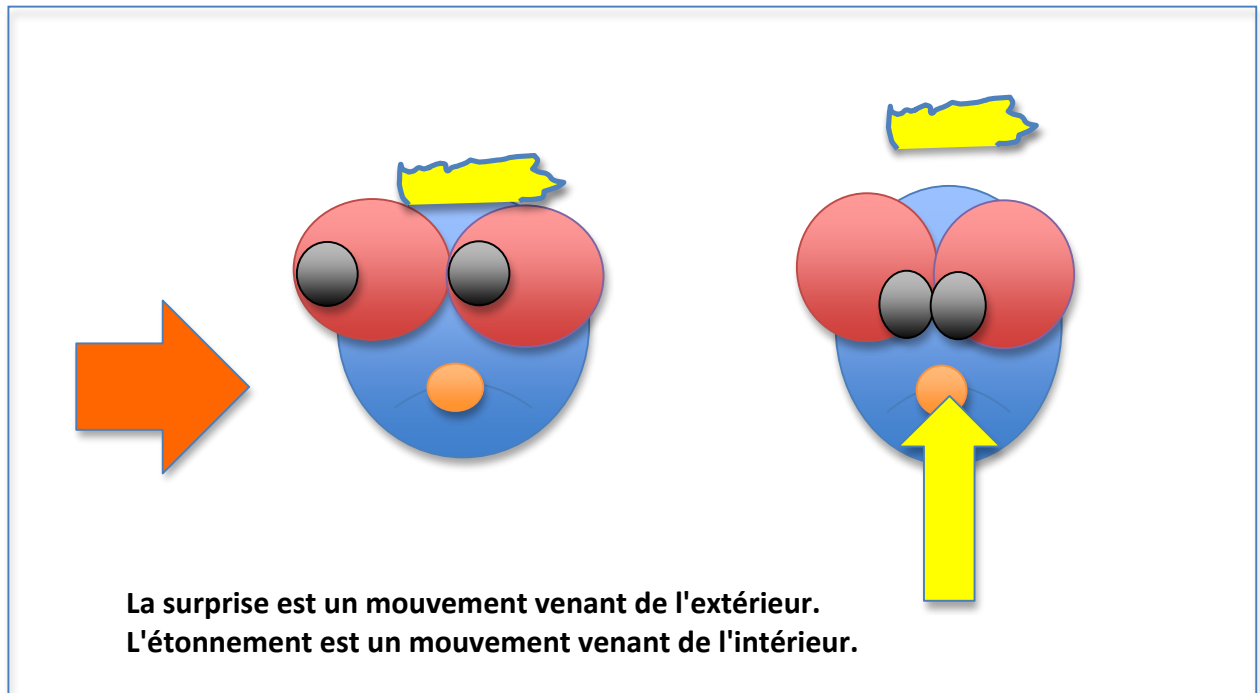 La surprise est un mouvement venant de l'extérieur.
L'étonnement est un mouvement venant de l'intérieur.